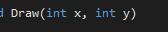 d Draw(int x, int y)